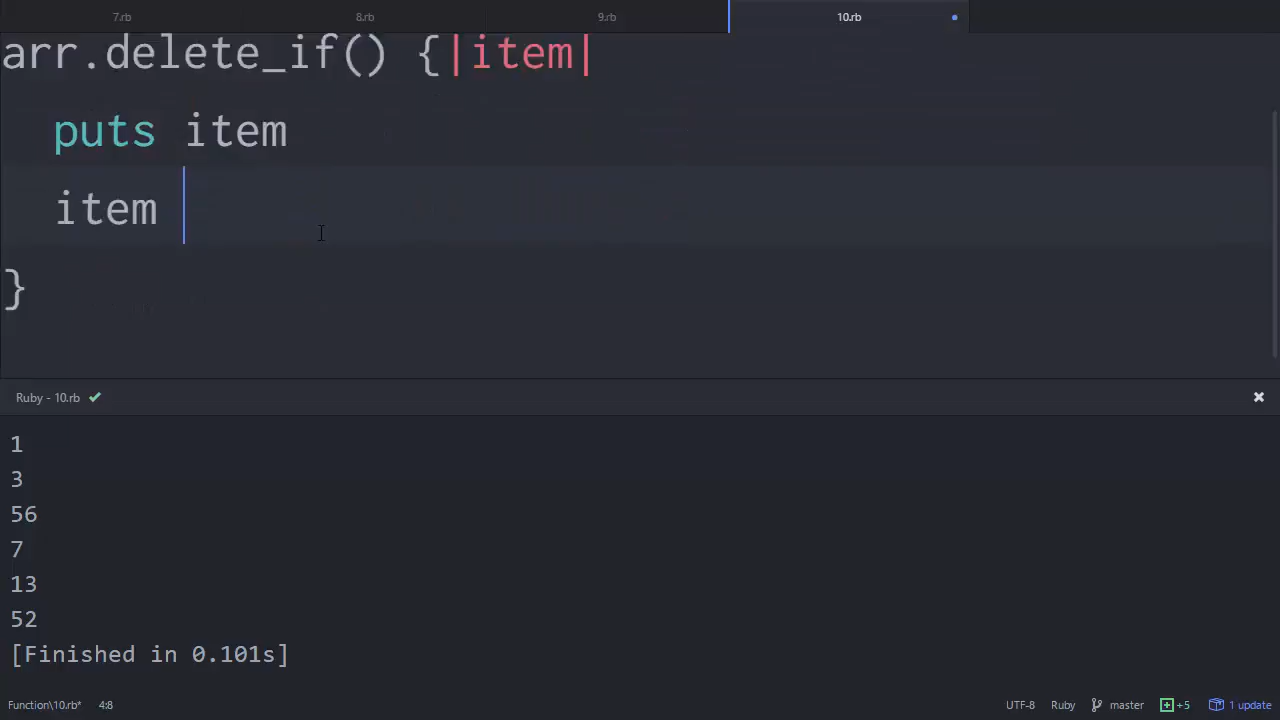 7.rb 8.rb 9.rb 10.rb
arr.delete_if() {|item|
puts item
item
}
Ruby - 10.rb
1
3
56
7
13
52
[Finished in 0.101s]
Function\10.rb* 4:8 UTF-8 Ruby master +5 1 update